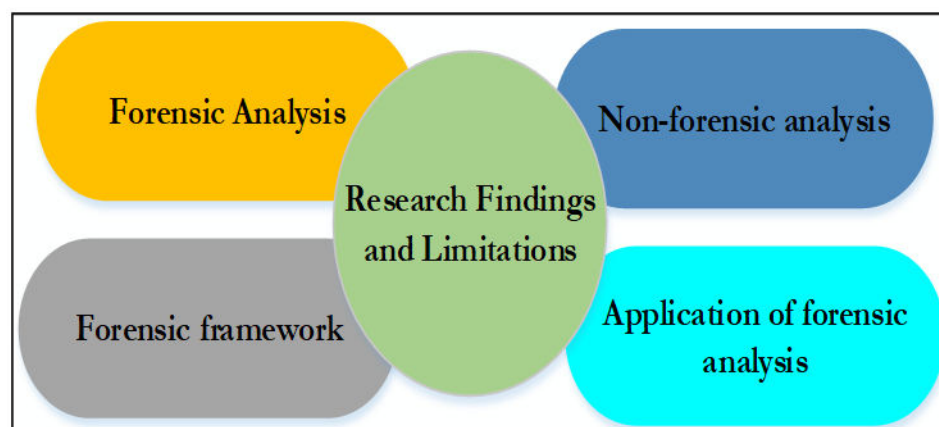 Forensic Analysis
Non-forensic analysis
Research Findings
and Limitations
Forensic framework
Application of forensic
analysis